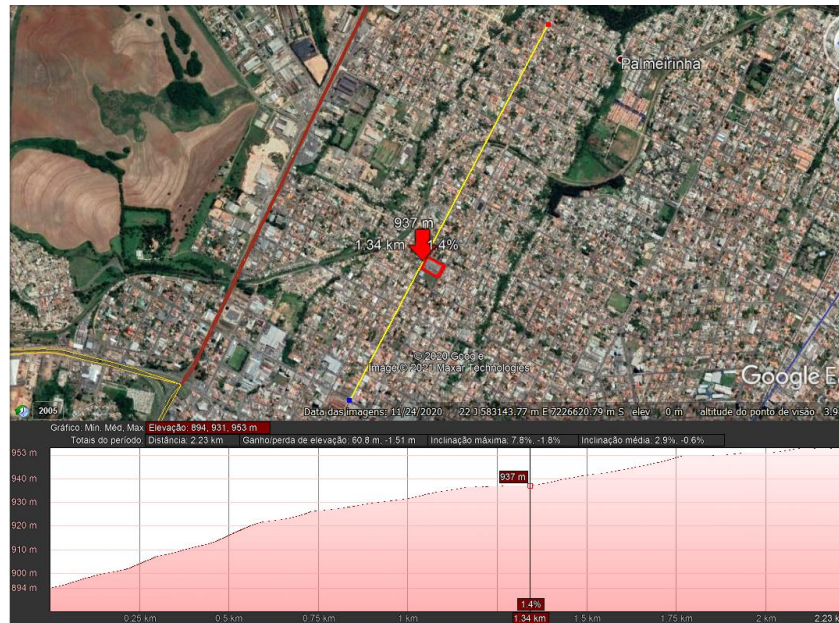 Palmeirinha
937 m
1.34 km 1.4%
© 2020 Google
Image © 2021 Maxar Technologies
Google E
2005
Data das imagens: 11/24/2020 22 J 583143.77 m E 7226620.79 m S elev 0 m altitude do ponto de visão 3.9
Gráfico: Mín. Méd, Max Elevação: 894, 931, 953 m
Totais do período: Distância: 2.23 km Ganho/perda de elevação: 60.8 m, -1.51 m Inclinação máxima: 7.8%, -1.8% Inclinação média: 2.9%, -0.6%
953 m
940 m
937 m
930 m
920 m
910 m
900 m
894 m
1.4%
0.25 km 0.5 km 0.75 km 1 km 1.34 km 1.5 km 1.75 km 2 km 2.23 k